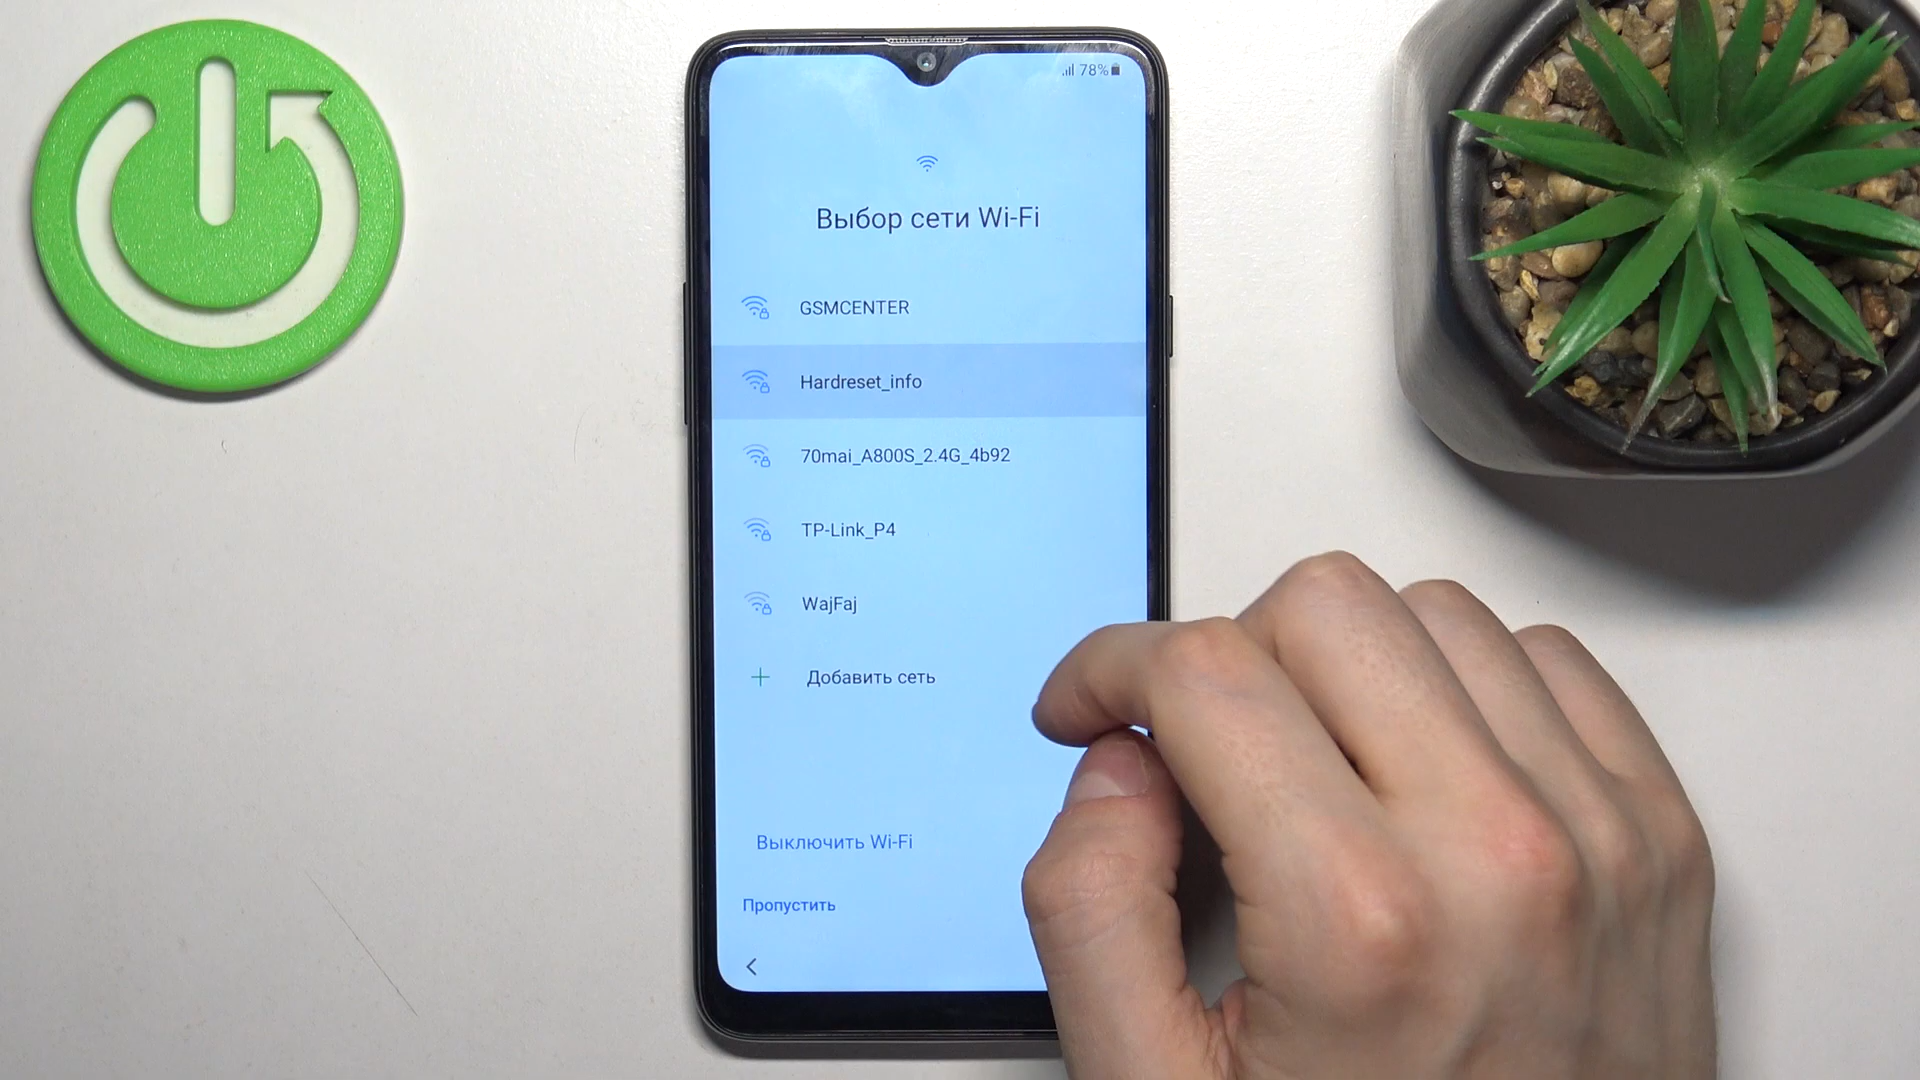 78%
Выбор сети Wi-Fi
GSMCENTER
Hardreset_info
70mai_A800S_2.4G_4b92
TP-Link_P4
WajFaj
Добавить сеть
Выключить Wi-Fi
Пропустить